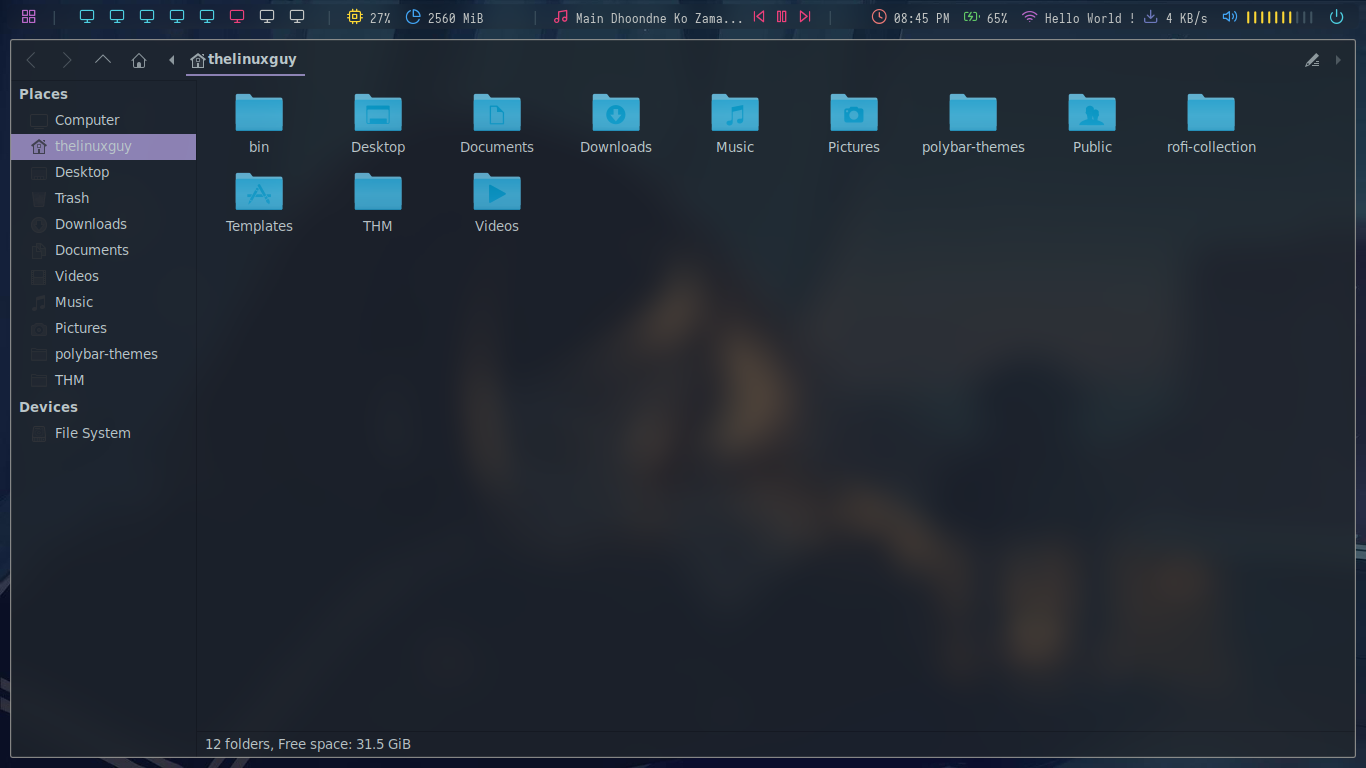 27% 2560 MiB Main Dhoondne Ko Zama... 08:45 PM 65% Hello World ! 4 KB/s
thelinuxguy
Places
Computer
thelinuxguy
Desktop
Trash
Downloads
Documents
Videos
Music
Pictures
polybar-themes
THM
Devices
File System
bin Desktop Documents Downloads Music Pictures polybar-themes Public rofi-collection
Templates THM Videos
12 folders, Free space: 31.5 GiB